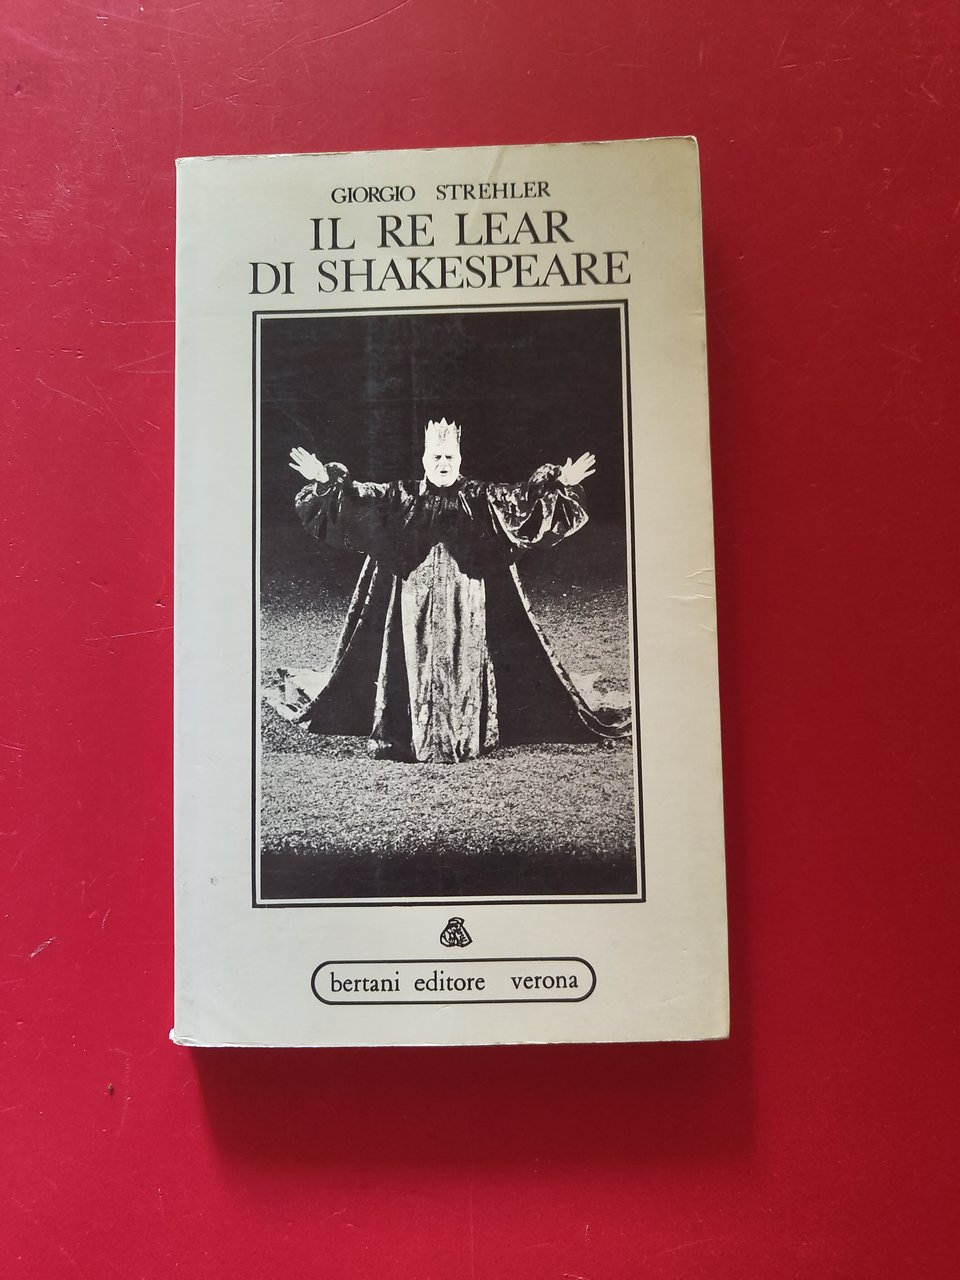 GIORGIO STREHLER
IL RE LEAR
DI SHAKESPEARE
bertani editore verona